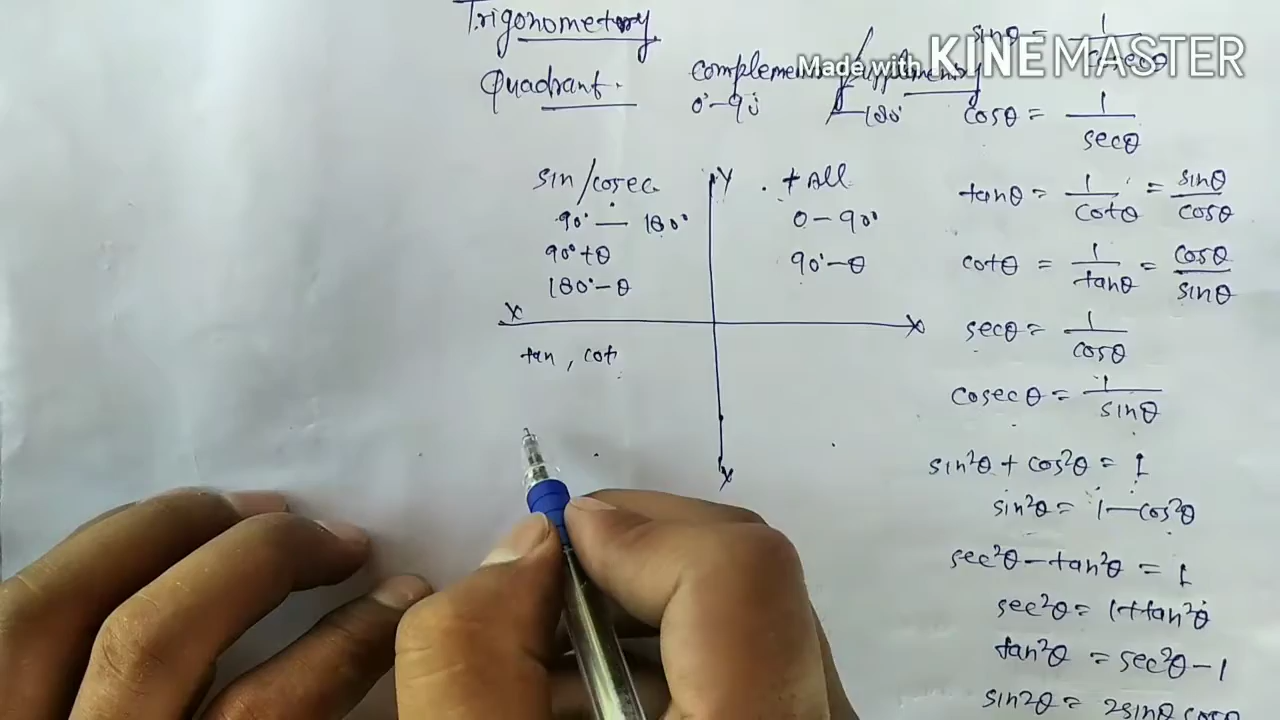 Trigonometry
Quadrant.
complementry/supplementry
0°-90°
-180°
Made with KINEMASTER
sin/cosec
90° — 180°
90°+θ
180°-θ
Y
+ All
0-90°
90°-θ
X
X
tan, cot
X
sinθ = 1/cosecθ
cosθ = 1/secθ
tanθ = 1/cotθ = sinθ/cosθ
cotθ = 1/tanθ = cosθ/sinθ
secθ = 1/cosθ
cosecθ = 1/sinθ
sin²θ + cos²θ = 1
sin²θ = 1-cos²θ
sec²θ-tan²θ = 1
sec²θ = 1+tan²θ
tan²θ = sec²θ-1
sin2θ = 2sinθ cosθ